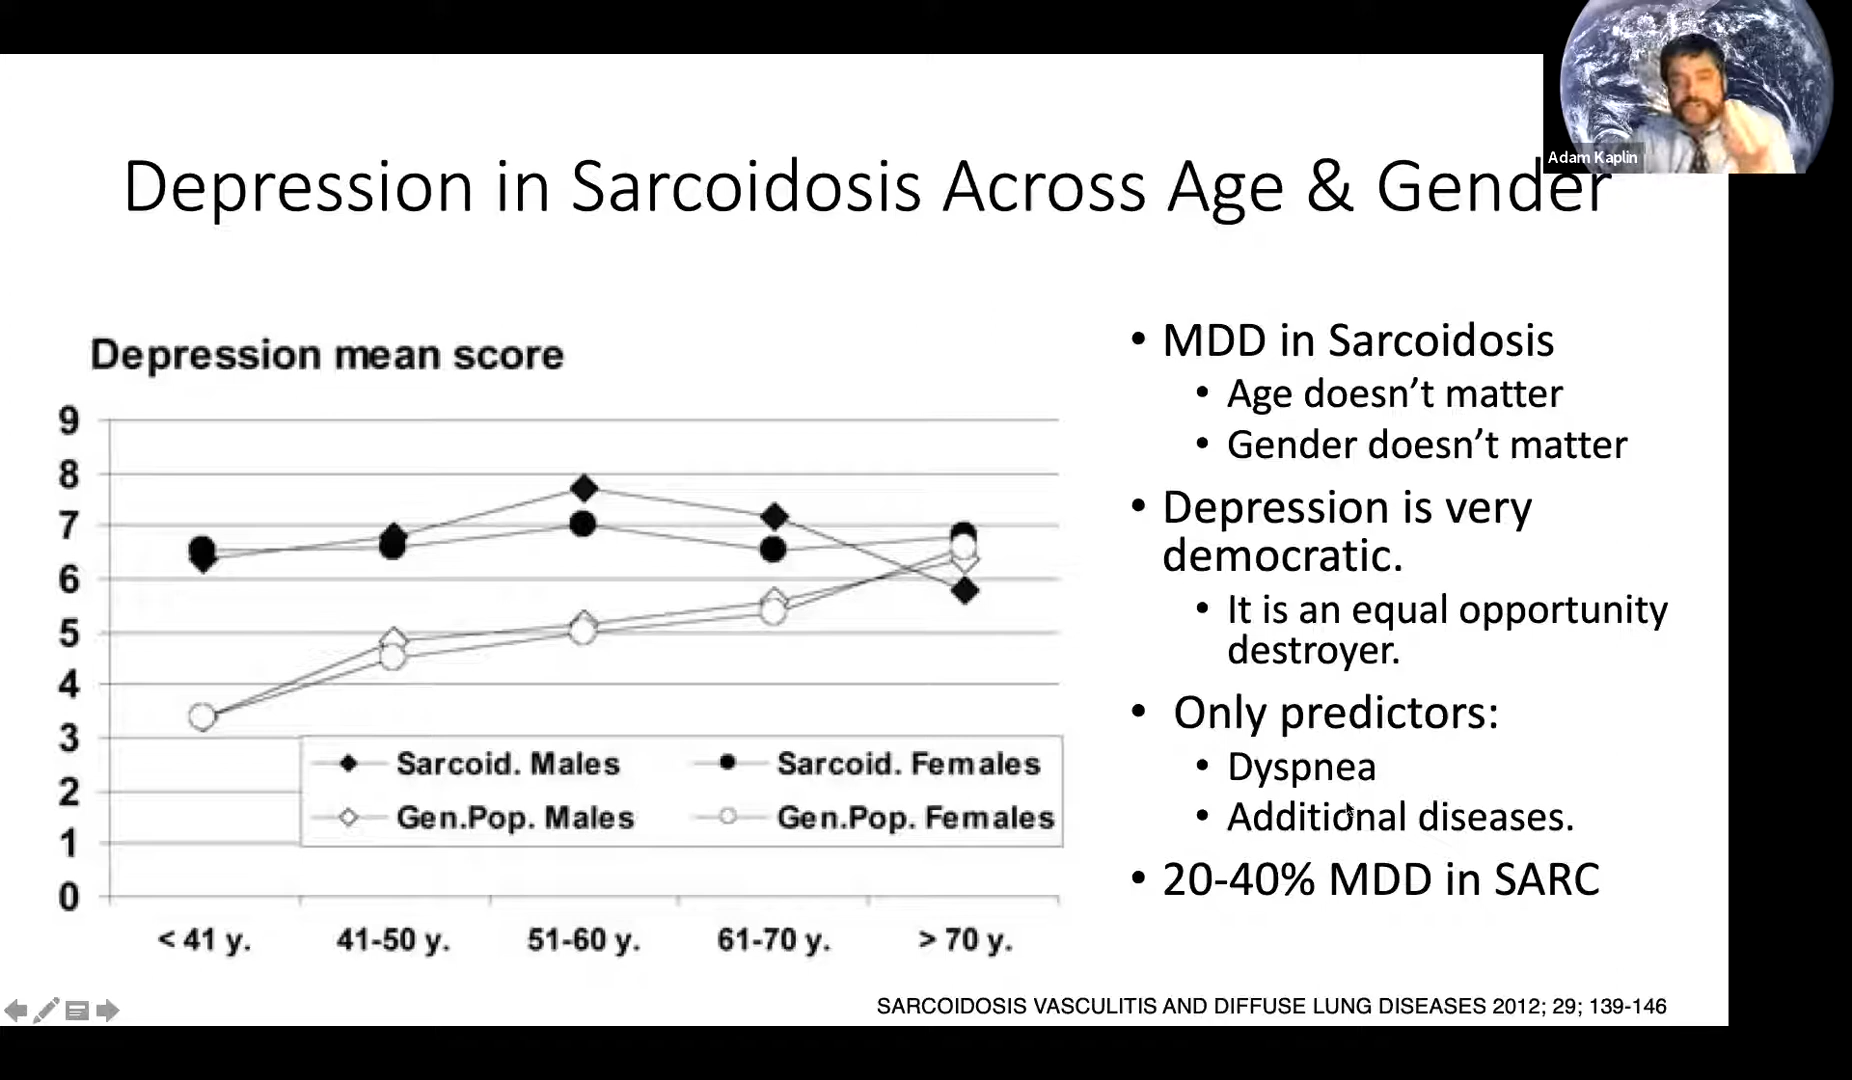 Adam Kaplin
Depression in Sarcoidosis Across Age & Gender
Depression mean score
9
8
7
6
5
4
3
2
1
0
Sarcoid. Males
Sarcoid. Females
Gen.Pop. Males
Gen.Pop. Females
< 41 y.
41-50 y.
51-60 y.
61-70 y.
> 70 y.
• MDD in Sarcoidosis
• Age doesn’t matter
• Gender doesn’t matter
• Depression is very
democratic.
• It is an equal opportunity
destroyer.
• Only predictors:
• Dyspnea
• Additional diseases.
• 20-40% MDD in SARC
SARCOIDOSIS VASCULITIS AND DIFFUSE LUNG DISEASES 2012; 29; 139-146